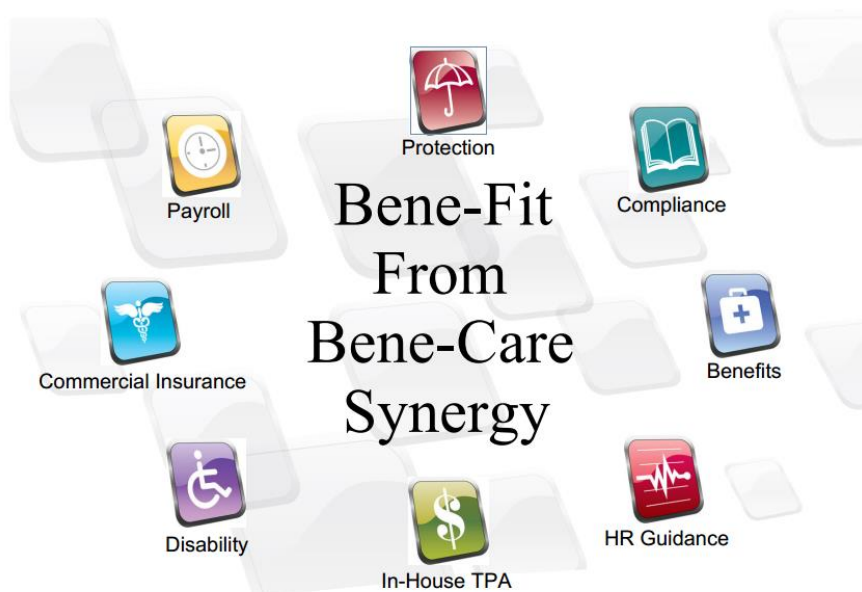 Protection
Payroll
Compliance
Bene-Fit
From
Bene-Care
Synergy
Commercial Insurance
Benefits
Disability
HR Guidance
In-House TPA
$